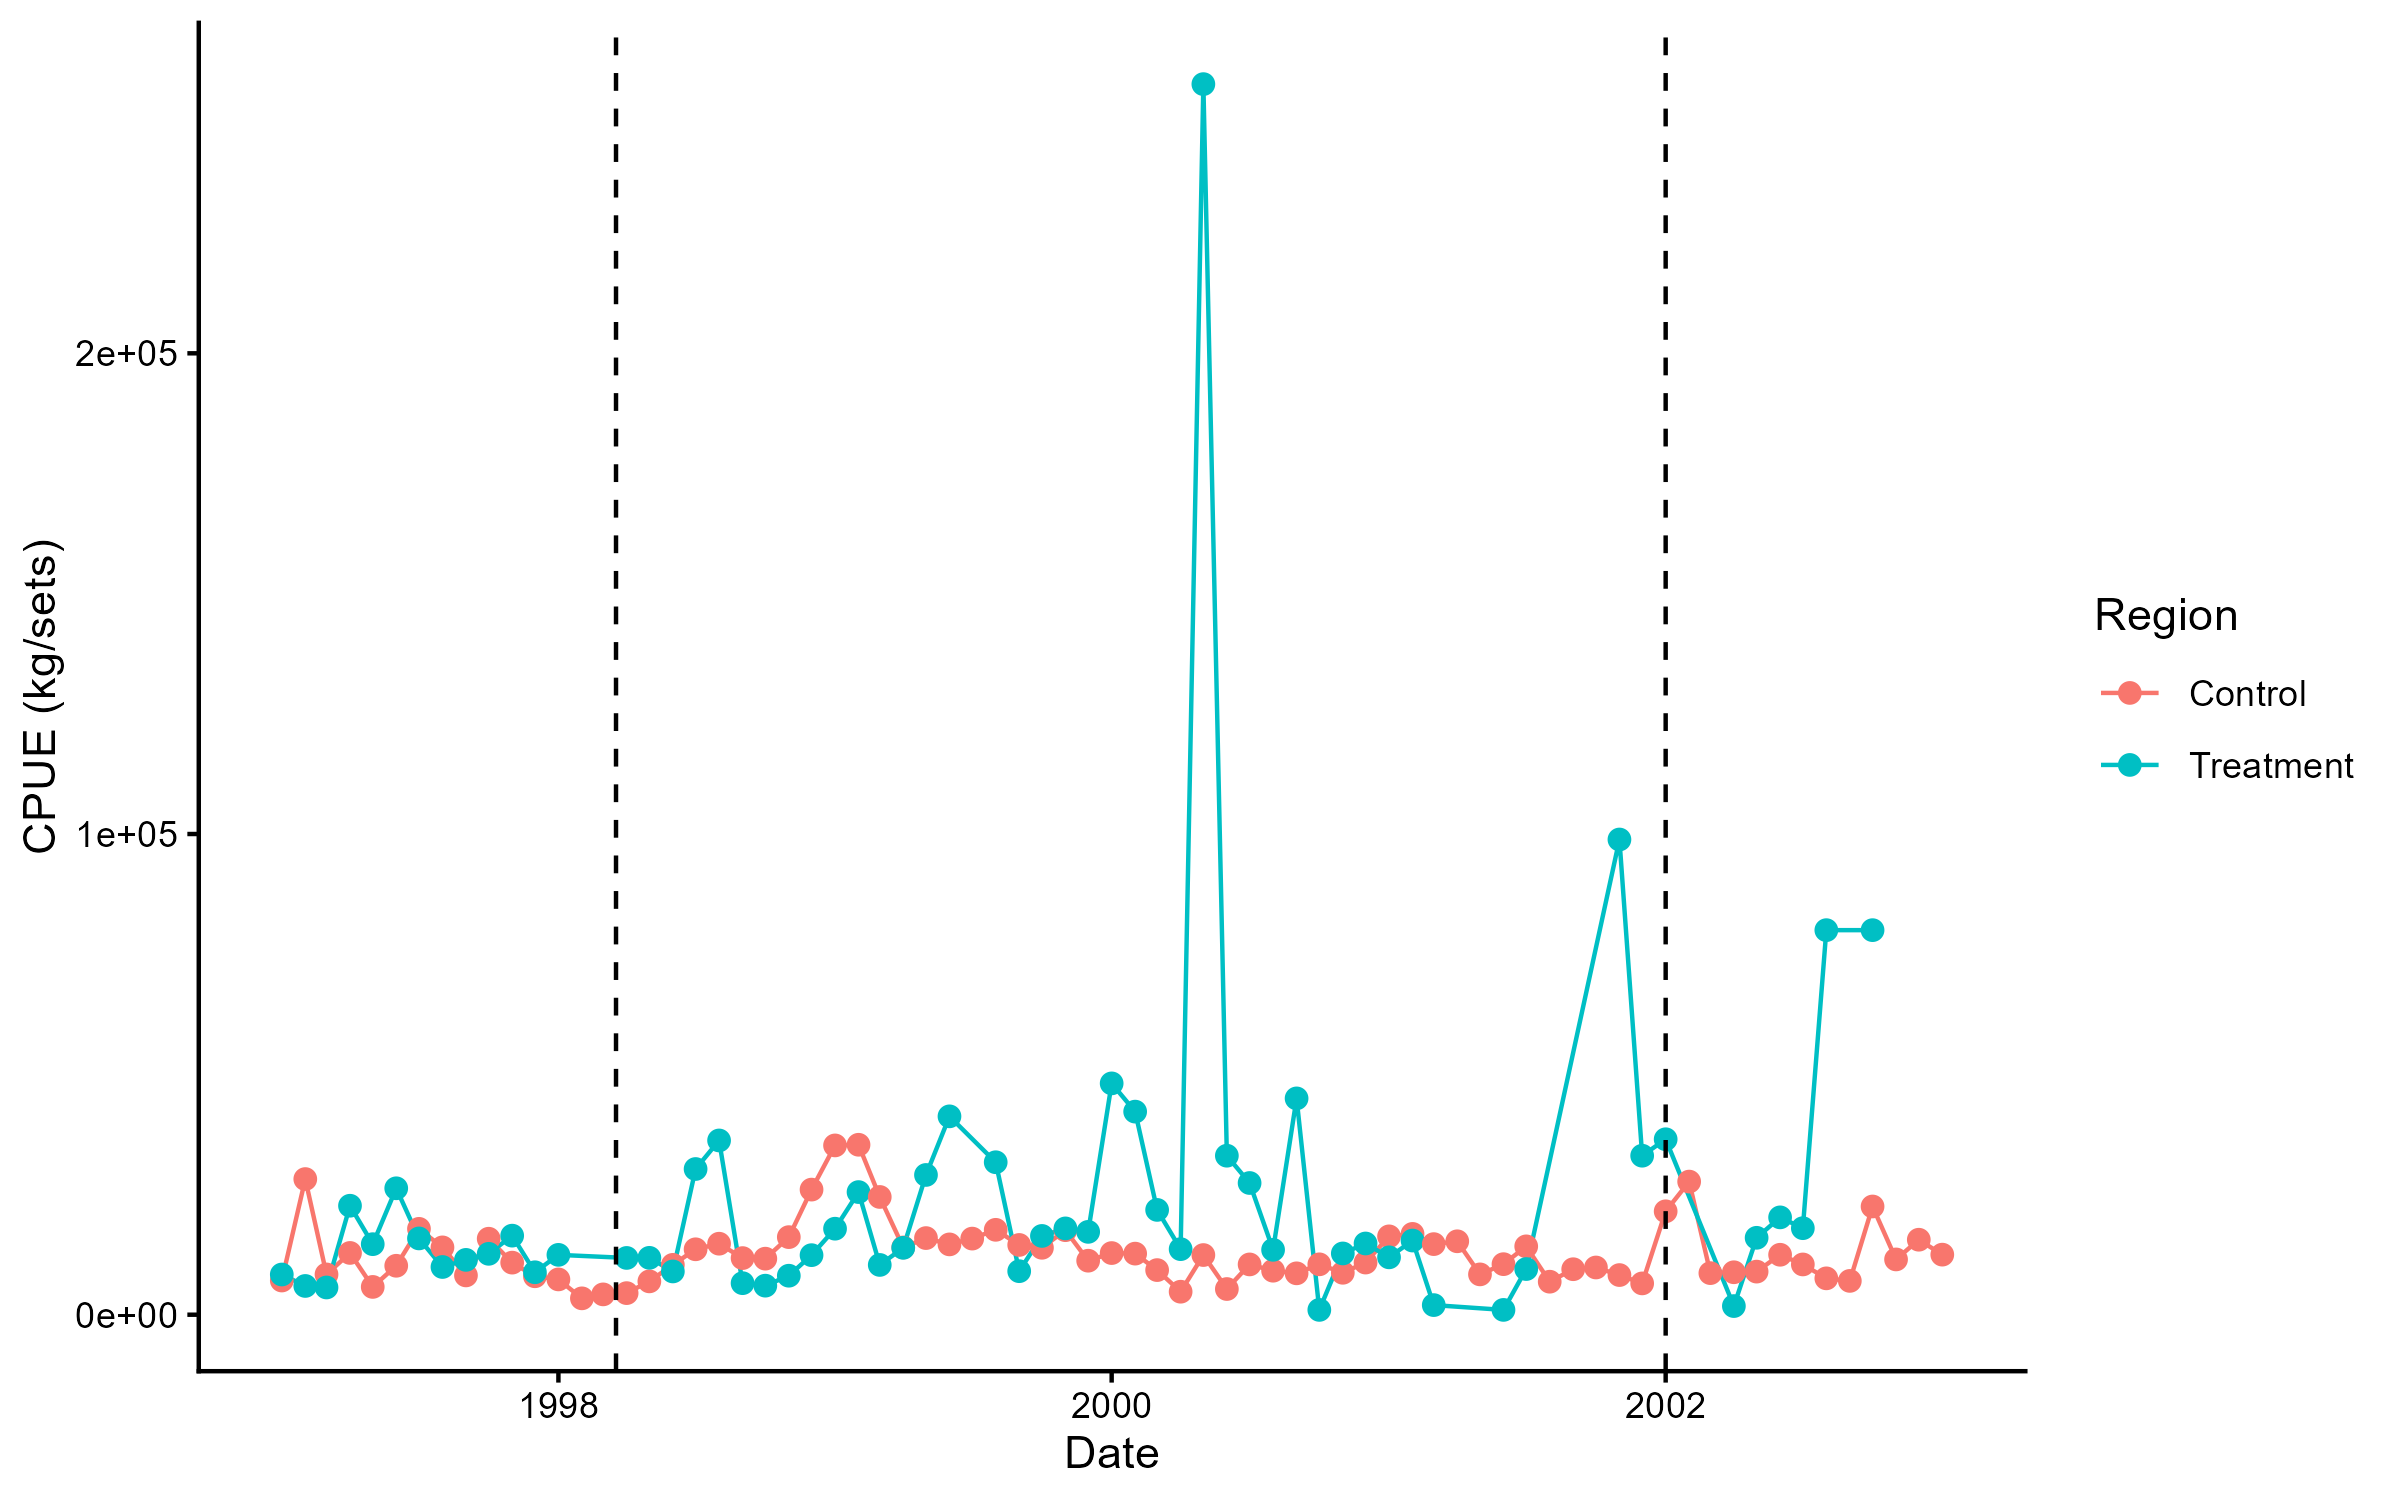 CPUE (kg/sets)
2e+05
1e+05
0e+00
1998
2000
2002
Date
Region
Control
Treatment